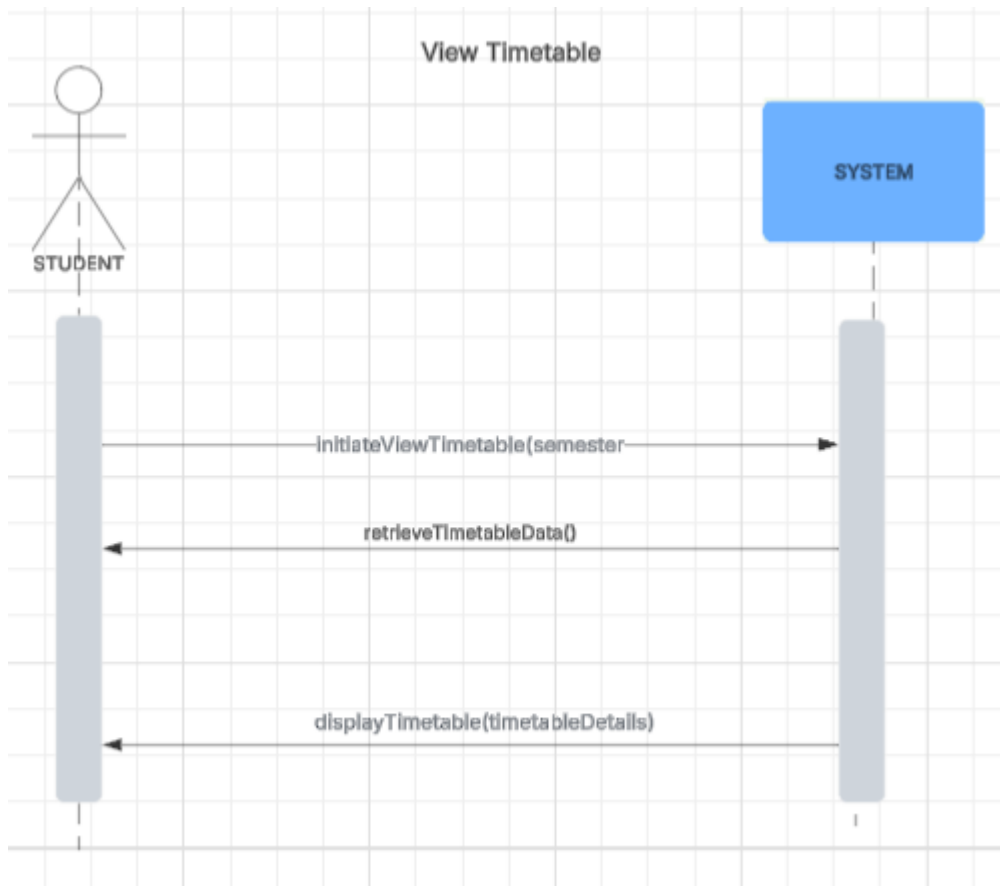 View Timetable
SYSTEM
STUDENT
initiateViewTimetable(semester
retrieveTimetableData()
displayTimetable(timetableDetails)